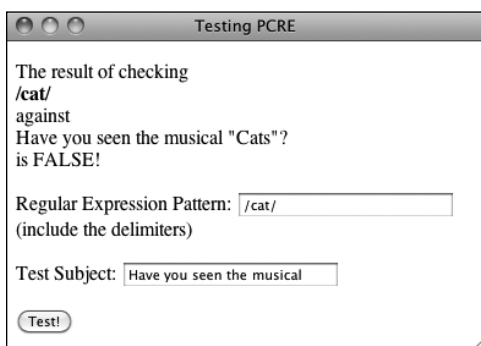 Testing PCRE
The result of checking
/cat/
against
Have you seen the musical "Cats"?
is FALSE!
Regular Expression Pattern: /cat/
(include the delimiters)
Test Subject: Have you seen the musical
Test!